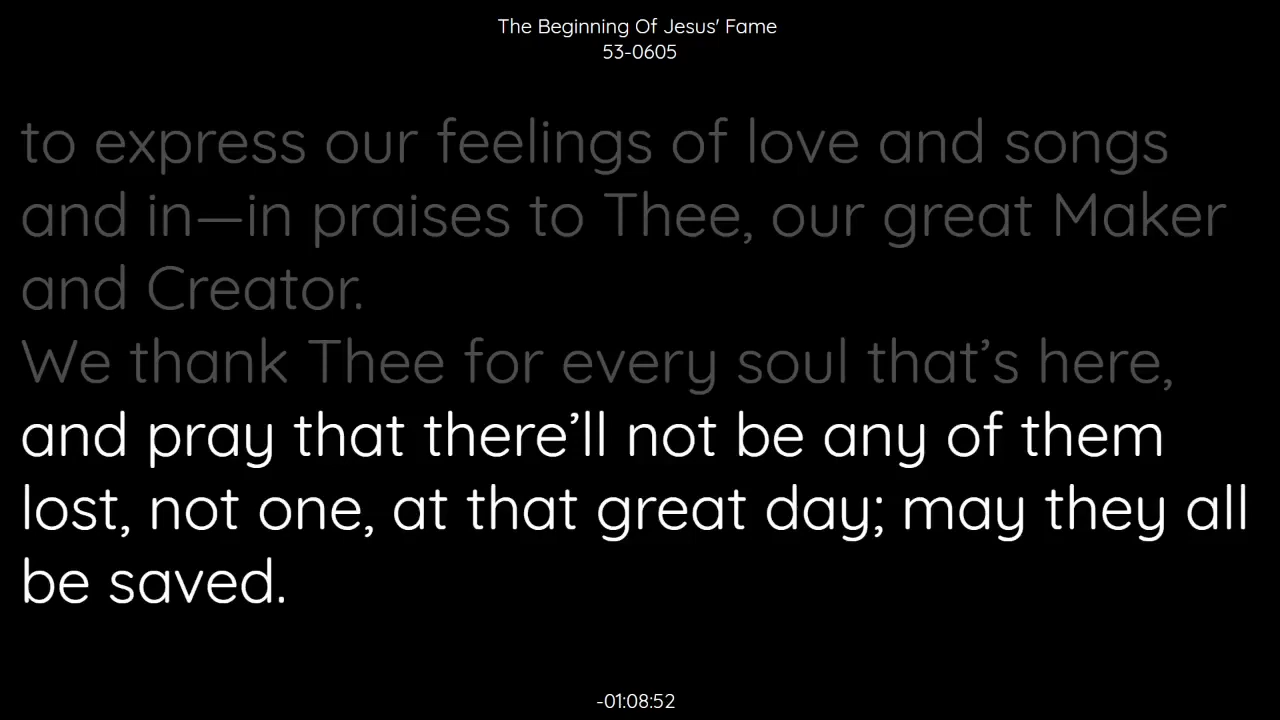 The Beginning Of Jesus' Fame
53-0605
to express our feelings of love and songs
and in—in praises to Thee, our great Maker
and Creator.
We thank Thee for every soul that’s here,
and pray that there’ll not be any of them
lost, not one, at that great day; may they all
be saved.
-01:08:52